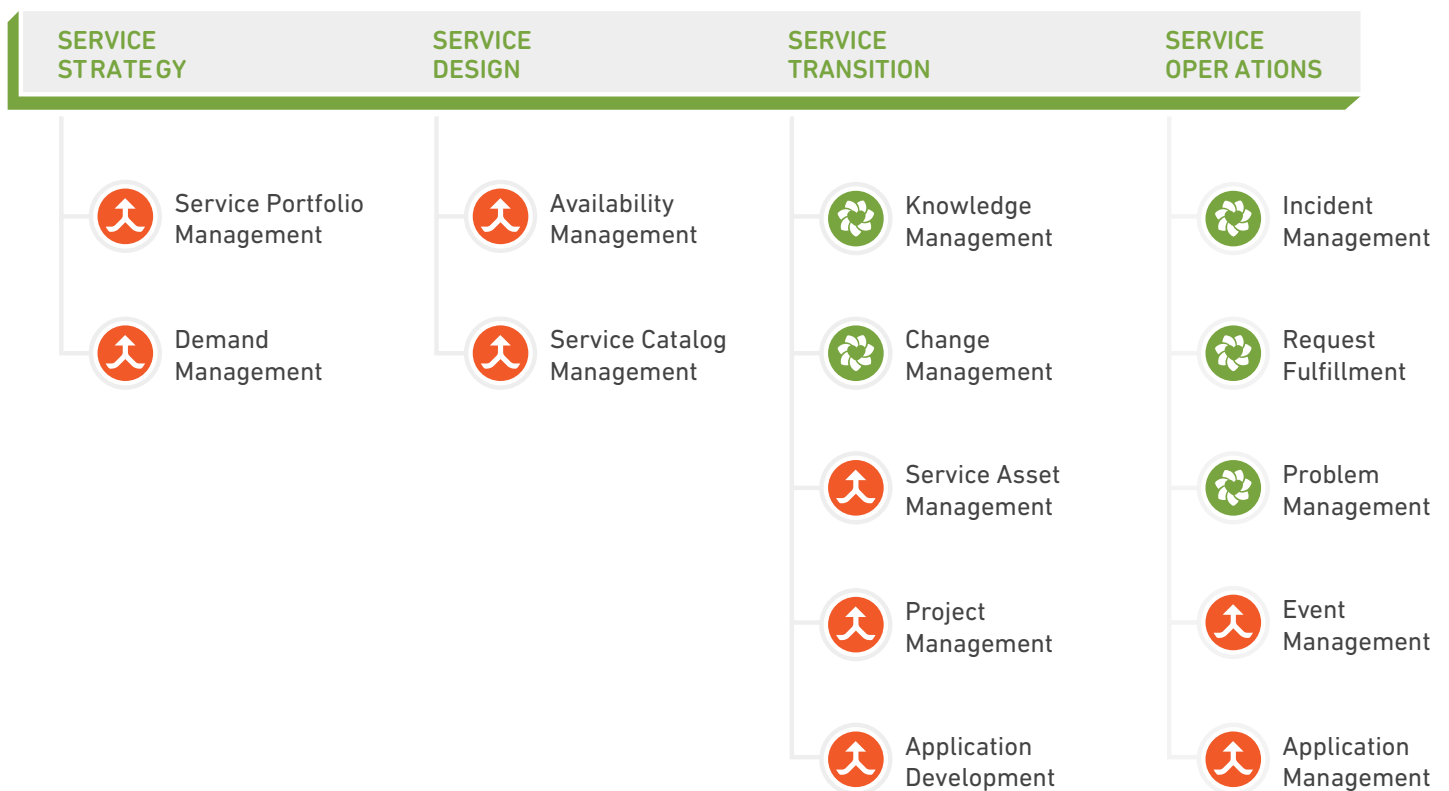 SERVICE
STRATEGY
SERVICE
DESIGN
SERVICE
TRANSITION
SERVICE
OPERATIONS
Service Portfolio
Management
Demand
Management
Availability
Management
Service Catalog
Management
Knowledge
Management
Change
Management
Service Asset
Management
Project
Management
Application
Development
Incident
Management
Request
Fulfillment
Problem
Management
Event
Management
Application
Management